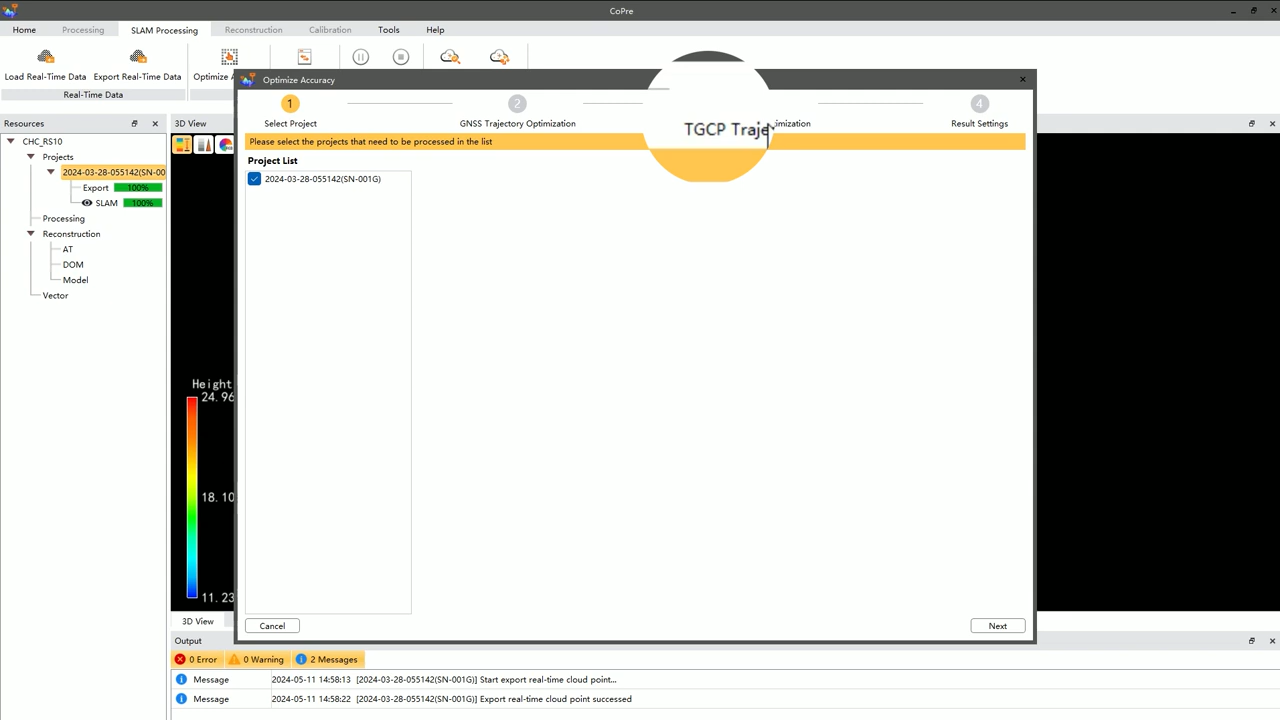 CoPre
Home Processing SLAM Processing Reconstruction Calibration Tools Help
Load Real-Time Data Export Real-Time Data Optimize A
Real-Time Data
Optimize Accuracy
1 2 4
Select Project GNSS Trajectory Optimization TGCP Traje imization Result Settings
Please select the projects that need to be processed in the list
Project List
2024-03-28-055142(SN-001G)
Cancel Next
Resources
CHC_RS10
Projects
2024-03-28-055142(SN-00
Export 100%
SLAM 100%
Processing
Reconstruction
AT
DOM
Model
Vector
3D View
Height
24.96
18.10
11.23
3D View
Output
0 Error 0 Warning 2 Messages
Message 2024-05-11 14:58:13 [2024-03-28-055142(SN-001G)] Start export real-time cloud point...
Message 2024-05-11 14:58:22 [2024-03-28-055142(SN-001G)] Export real-time cloud point successed